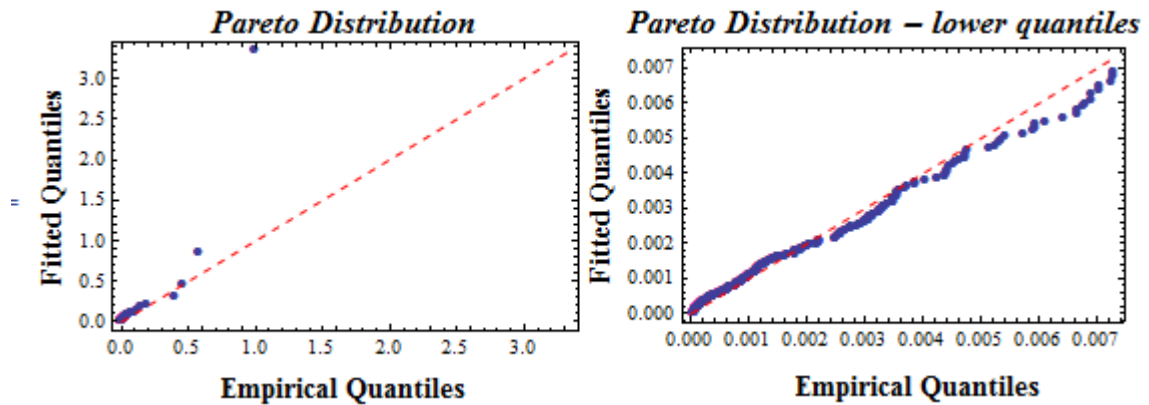 Pareto Distribution
3.0
2.0
1.5
1.0
0.5
0.0
Fitted Quantiles
0.0 0.5 1.0 1.5 2.0 2.5 3.0
Empirical Quantiles
"
Pareto Distribution – lower quantiles
0.007
0.006
0.005
0.004
0.003
0.002
0.001
0.000
Fitted Quantiles
0.000 0.001 0.002 0.003 0.004 0.005 0.006 0.007
Empirical Quantiles